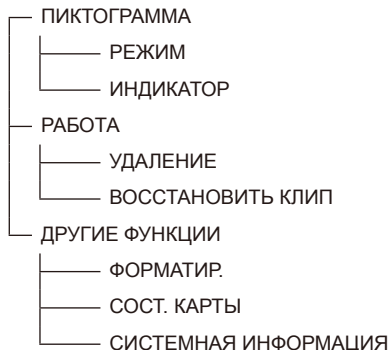 ПИКТОГРАММА
РЕЖИМ
ИНДИКАТОР
РАБОТА
УДАЛЕНИЕ
ВОССТАНОВИТЬ КЛИП
ДРУГИЕ ФУНКЦИИ
ФОРМАТИР.
СОСТ. КАРТЫ
СИСТЕМНАЯ ИНФОРМАЦИЯ